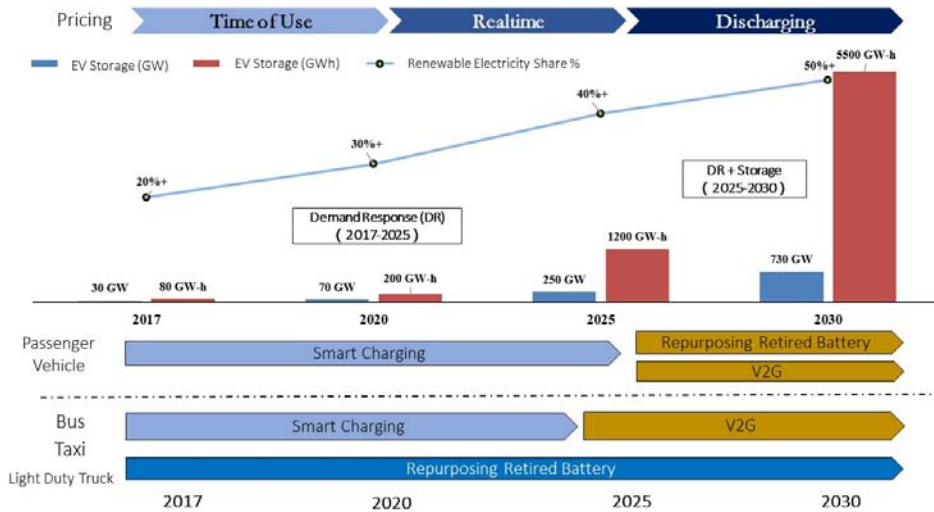 Pricing
Time of Use
Realtime
Discharging
EV Storage (GW)
EV Storage (GWh)
Renewable Electricity Share %
5500 GW-h
50%+
40%+
30%+
20%+
DR + Storage
( 2025-2030)
Demand Response (DR)
( 2017-2025)
1200 GW-h
730 GW
250 GW
200 GW-h
70 GW
80 GW-h
30 GW
2017
2020
2025
2030
Passenger
Vehicle
Smart Charging
Repurposing Retired Battery
V2G
Bus
Taxi
Light Duty Truck
Smart Charging
V2G
Repurposing Retired Battery
2017
2020
2025
2030